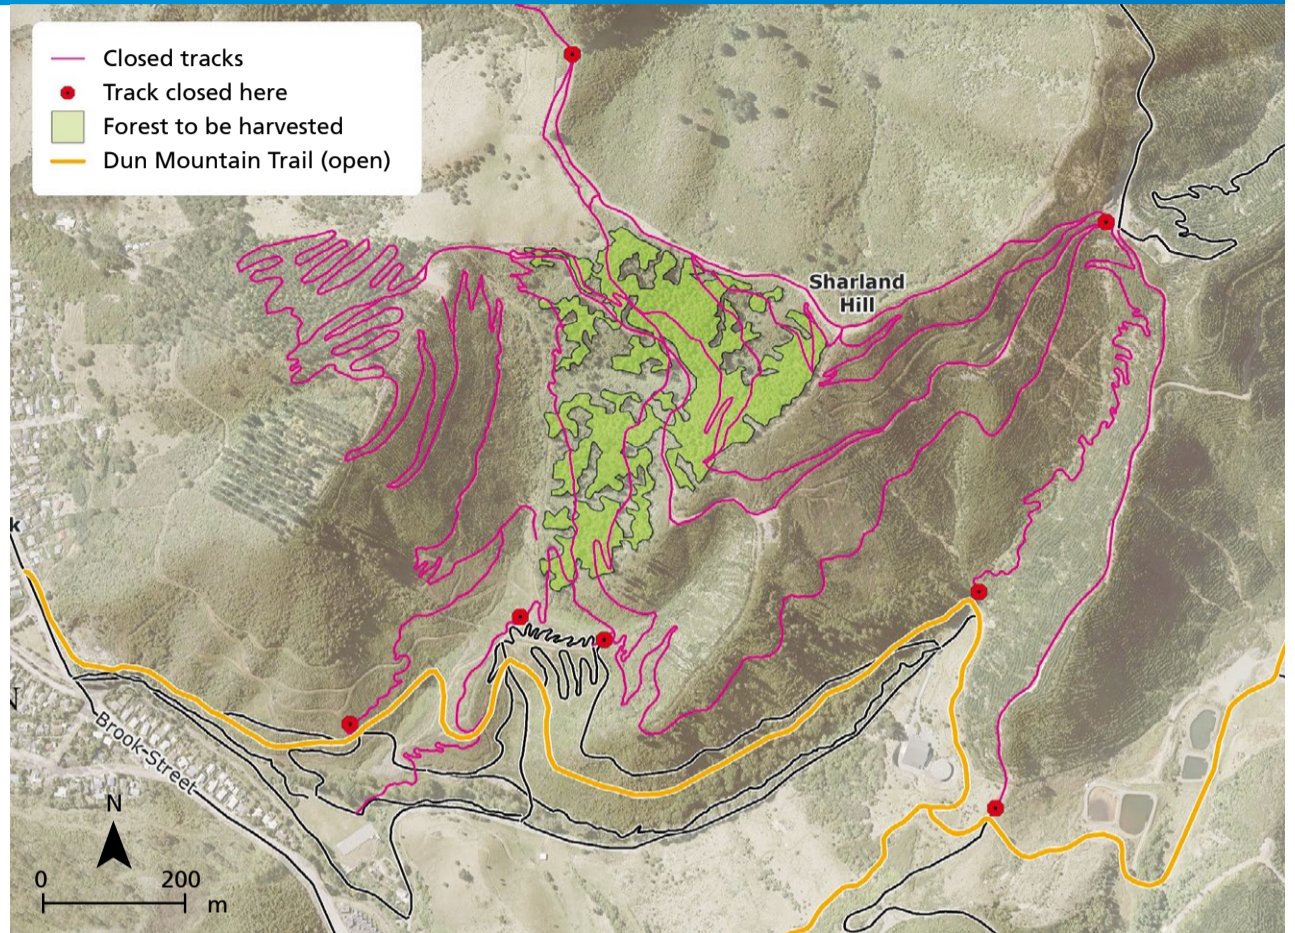 Closed tracks
Track closed here
Forest to be harvested
Dun Mountain Trail (open)
Sharland
Hill
k
Brook-Street
N
0 200
m